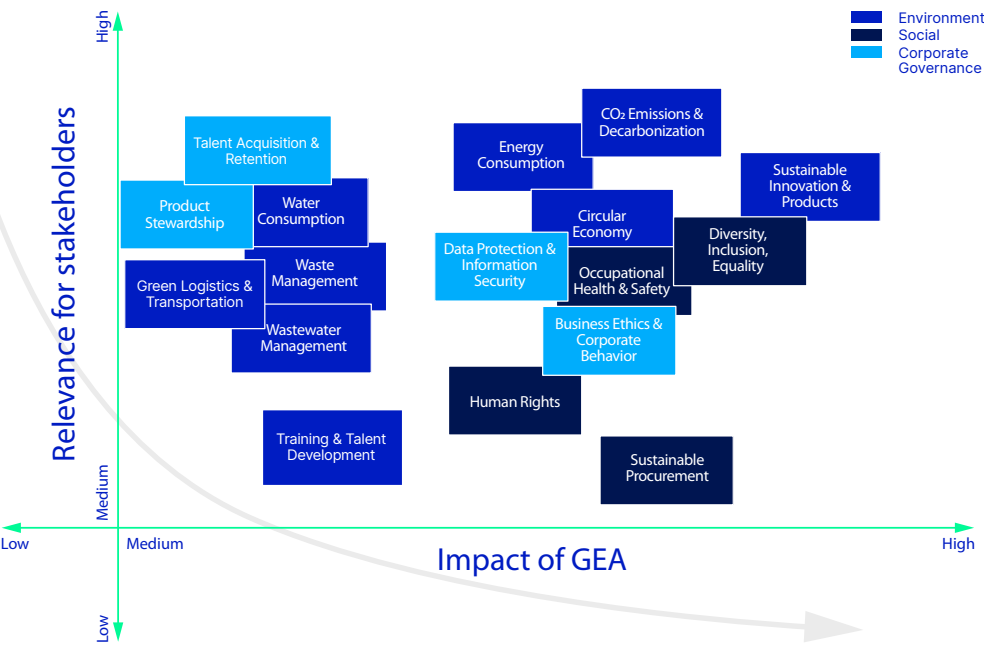 High
Environment
Social
Corporate
Governance
Relevance for stakeholders
CO₂ Emissions &
Decarbonization
Talent Acquisition &
Retention
Energy
Consumption
Sustainable
Innovation &
Products
Product
Stewardship
Water
Consumption
Circular
Economy
Diversity,
Inclusion,
Equality
Data Protection &
Information
Security
Waste
Management
Occupational
Health & Safety
Green Logistics &
Transportation
Wastewater
Management
Business Ethics &
Corporate
Behavior
Human Rights
Training & Talent
Development
Sustainable
Procurement
Medium
Low
Medium
High
Impact of GEA
Low